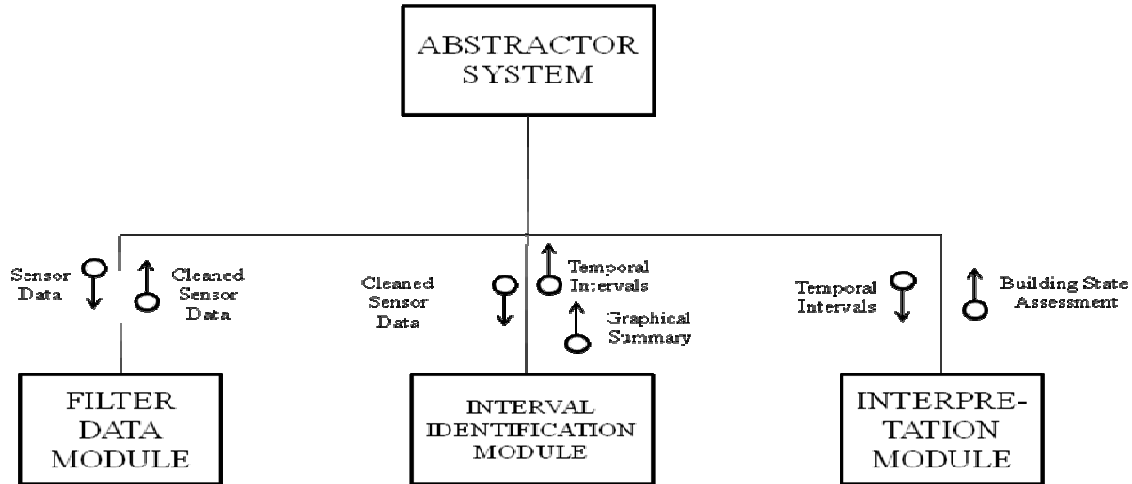 ABSTRACTOR
SYSTEM
Sensor
Data
Cleaned
Sensor
Data
Cleaned
Sensor
Data
Temporal
Intervals
Graphical
Summary
Temporal
Intervals
Building State
Assessment
FILTER
DATA
MODULE
INTERVAL
IDENTIFICATION
MODULE
INTERPRE-
TATION
MODULE